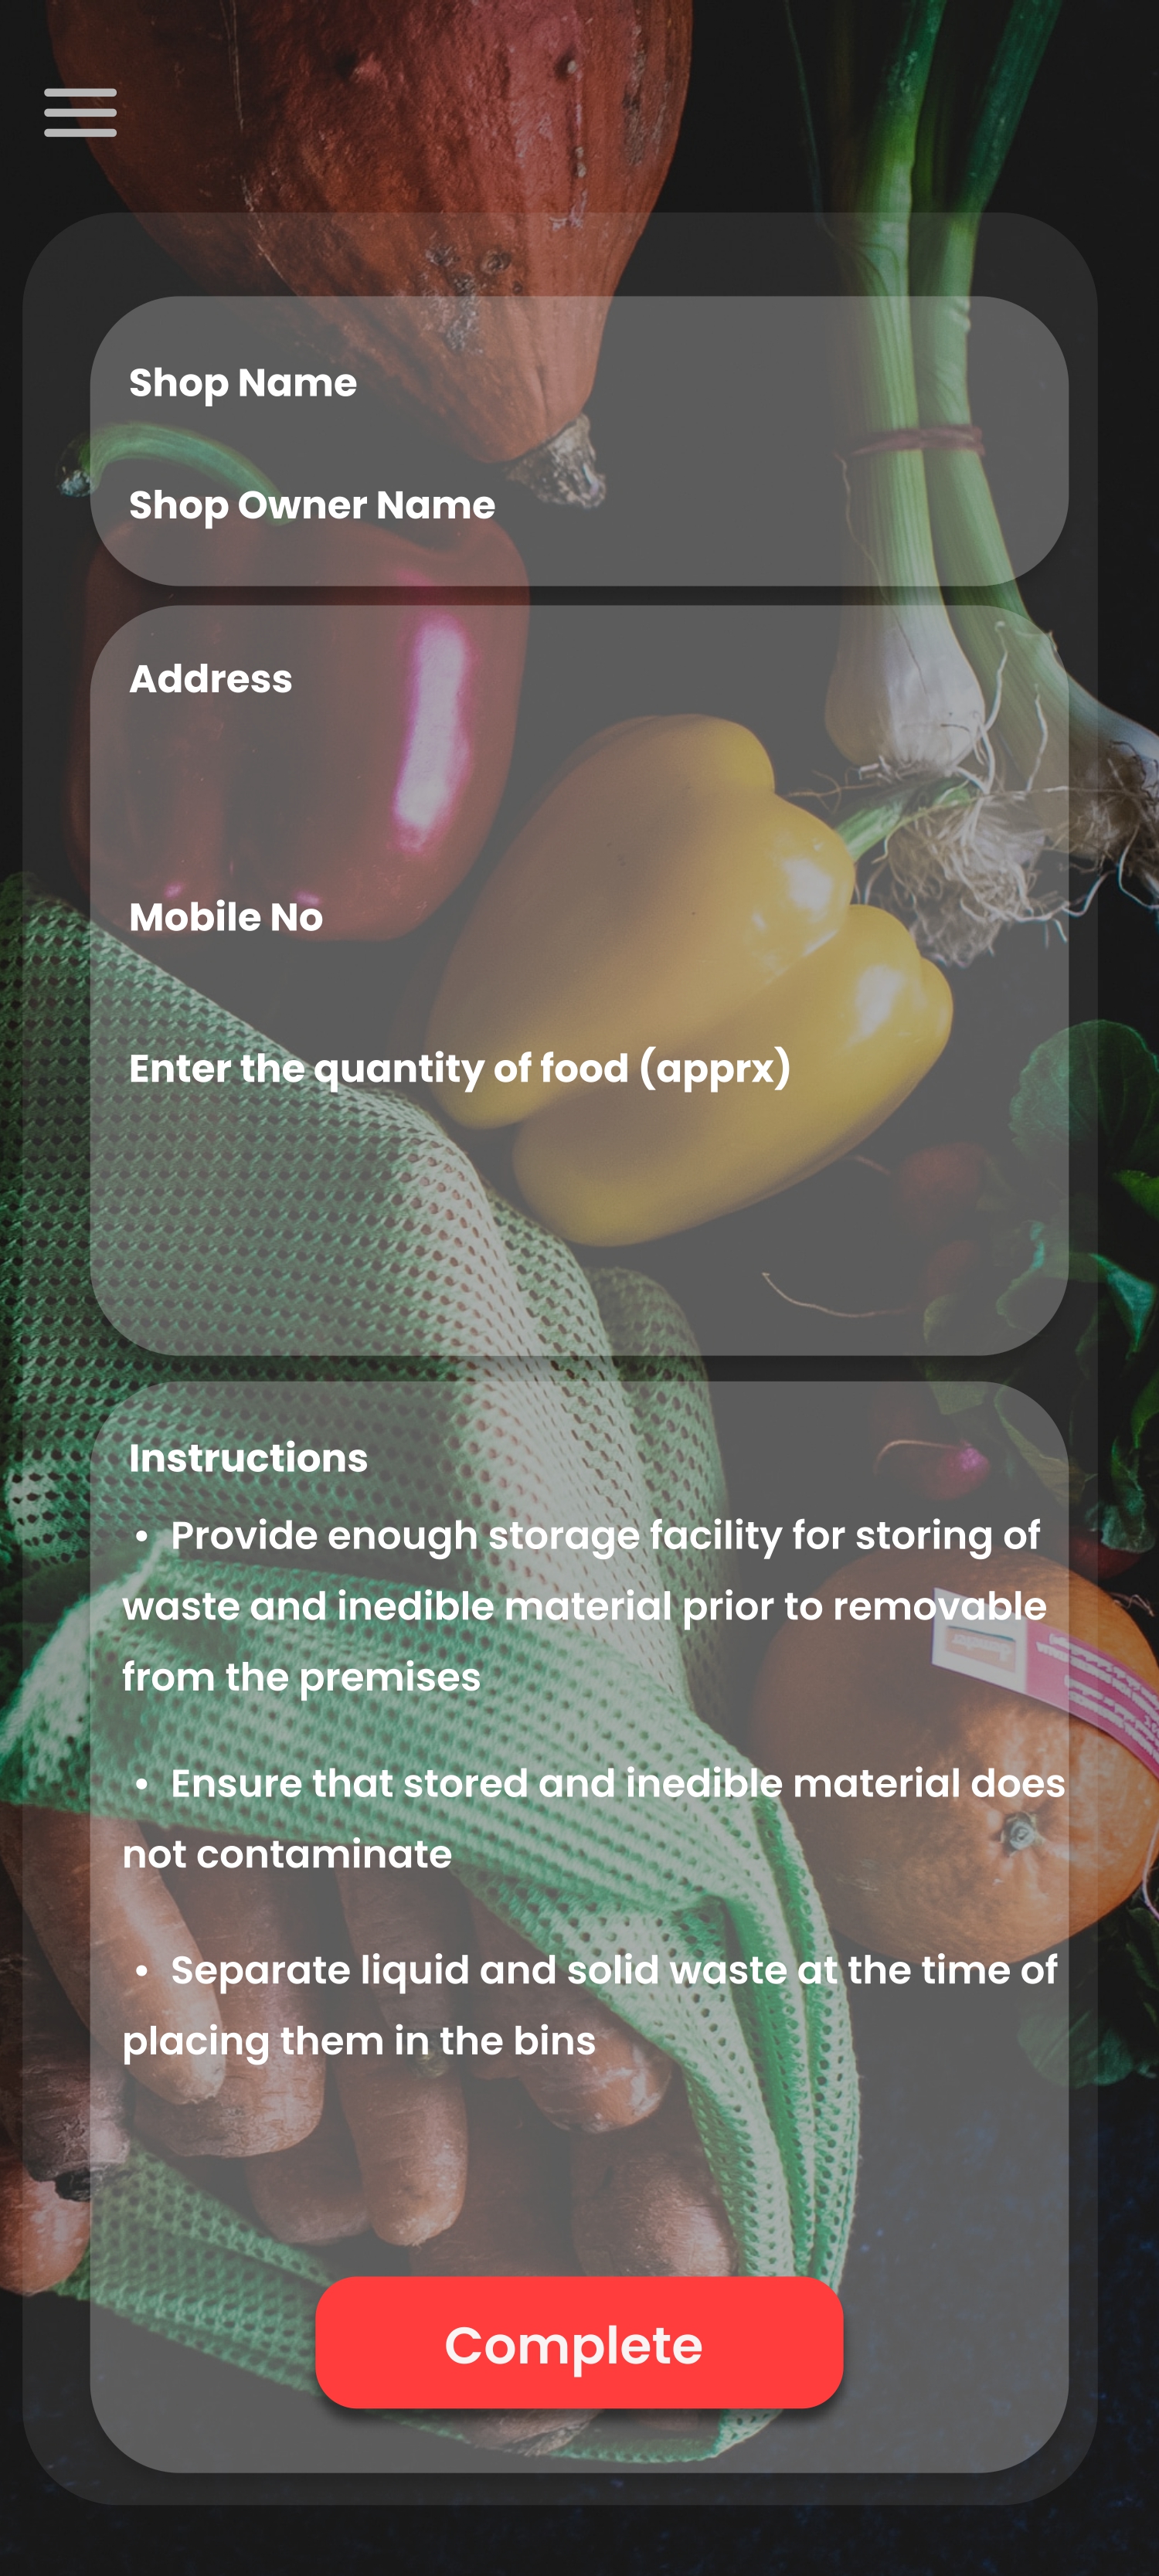 Shop Name
Shop Owner Name
Address
Mobile No
Enter the quantity of food (apprx)
Instructions
• Provide enough storage facility for storing of
waste and inedible material prior to removable
from the premises
• Ensure that stored and inedible material does
not contaminate
• Separate liquid and solid waste at the time of
placing them in the bins
Complete